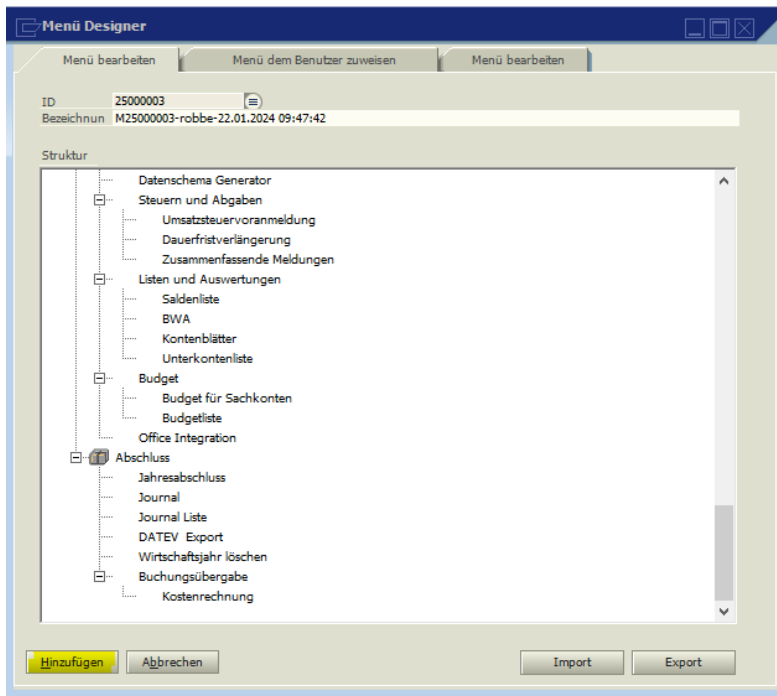 Menü Designer
Menü bearbeiten
Menü dem Benutzer zuweisen
Menü bearbeiten
ID 25000003
Bezeichnun M25000003-robbe-22.01.2024 09:47:42
Struktur
Datenschema Generator
Steuern und Abgaben
Umsatzsteuervoranmeldung
Dauerfristverlängerung
Zusammenfassende Meldungen
Listen und Auswertungen
Saldenliste
BWA
Kontenblätter
Unterkontenliste
Budget
Budget für Sachkonten
Budgetliste
Office Integration
Abschluss
Jahresabschluss
Journal
Journal Liste
DATEV Export
Wirtschaftsjahr löschen
Buchungsübergabe
Kostenrechnung
Hinzufügen
Abbrechen
Import
Export